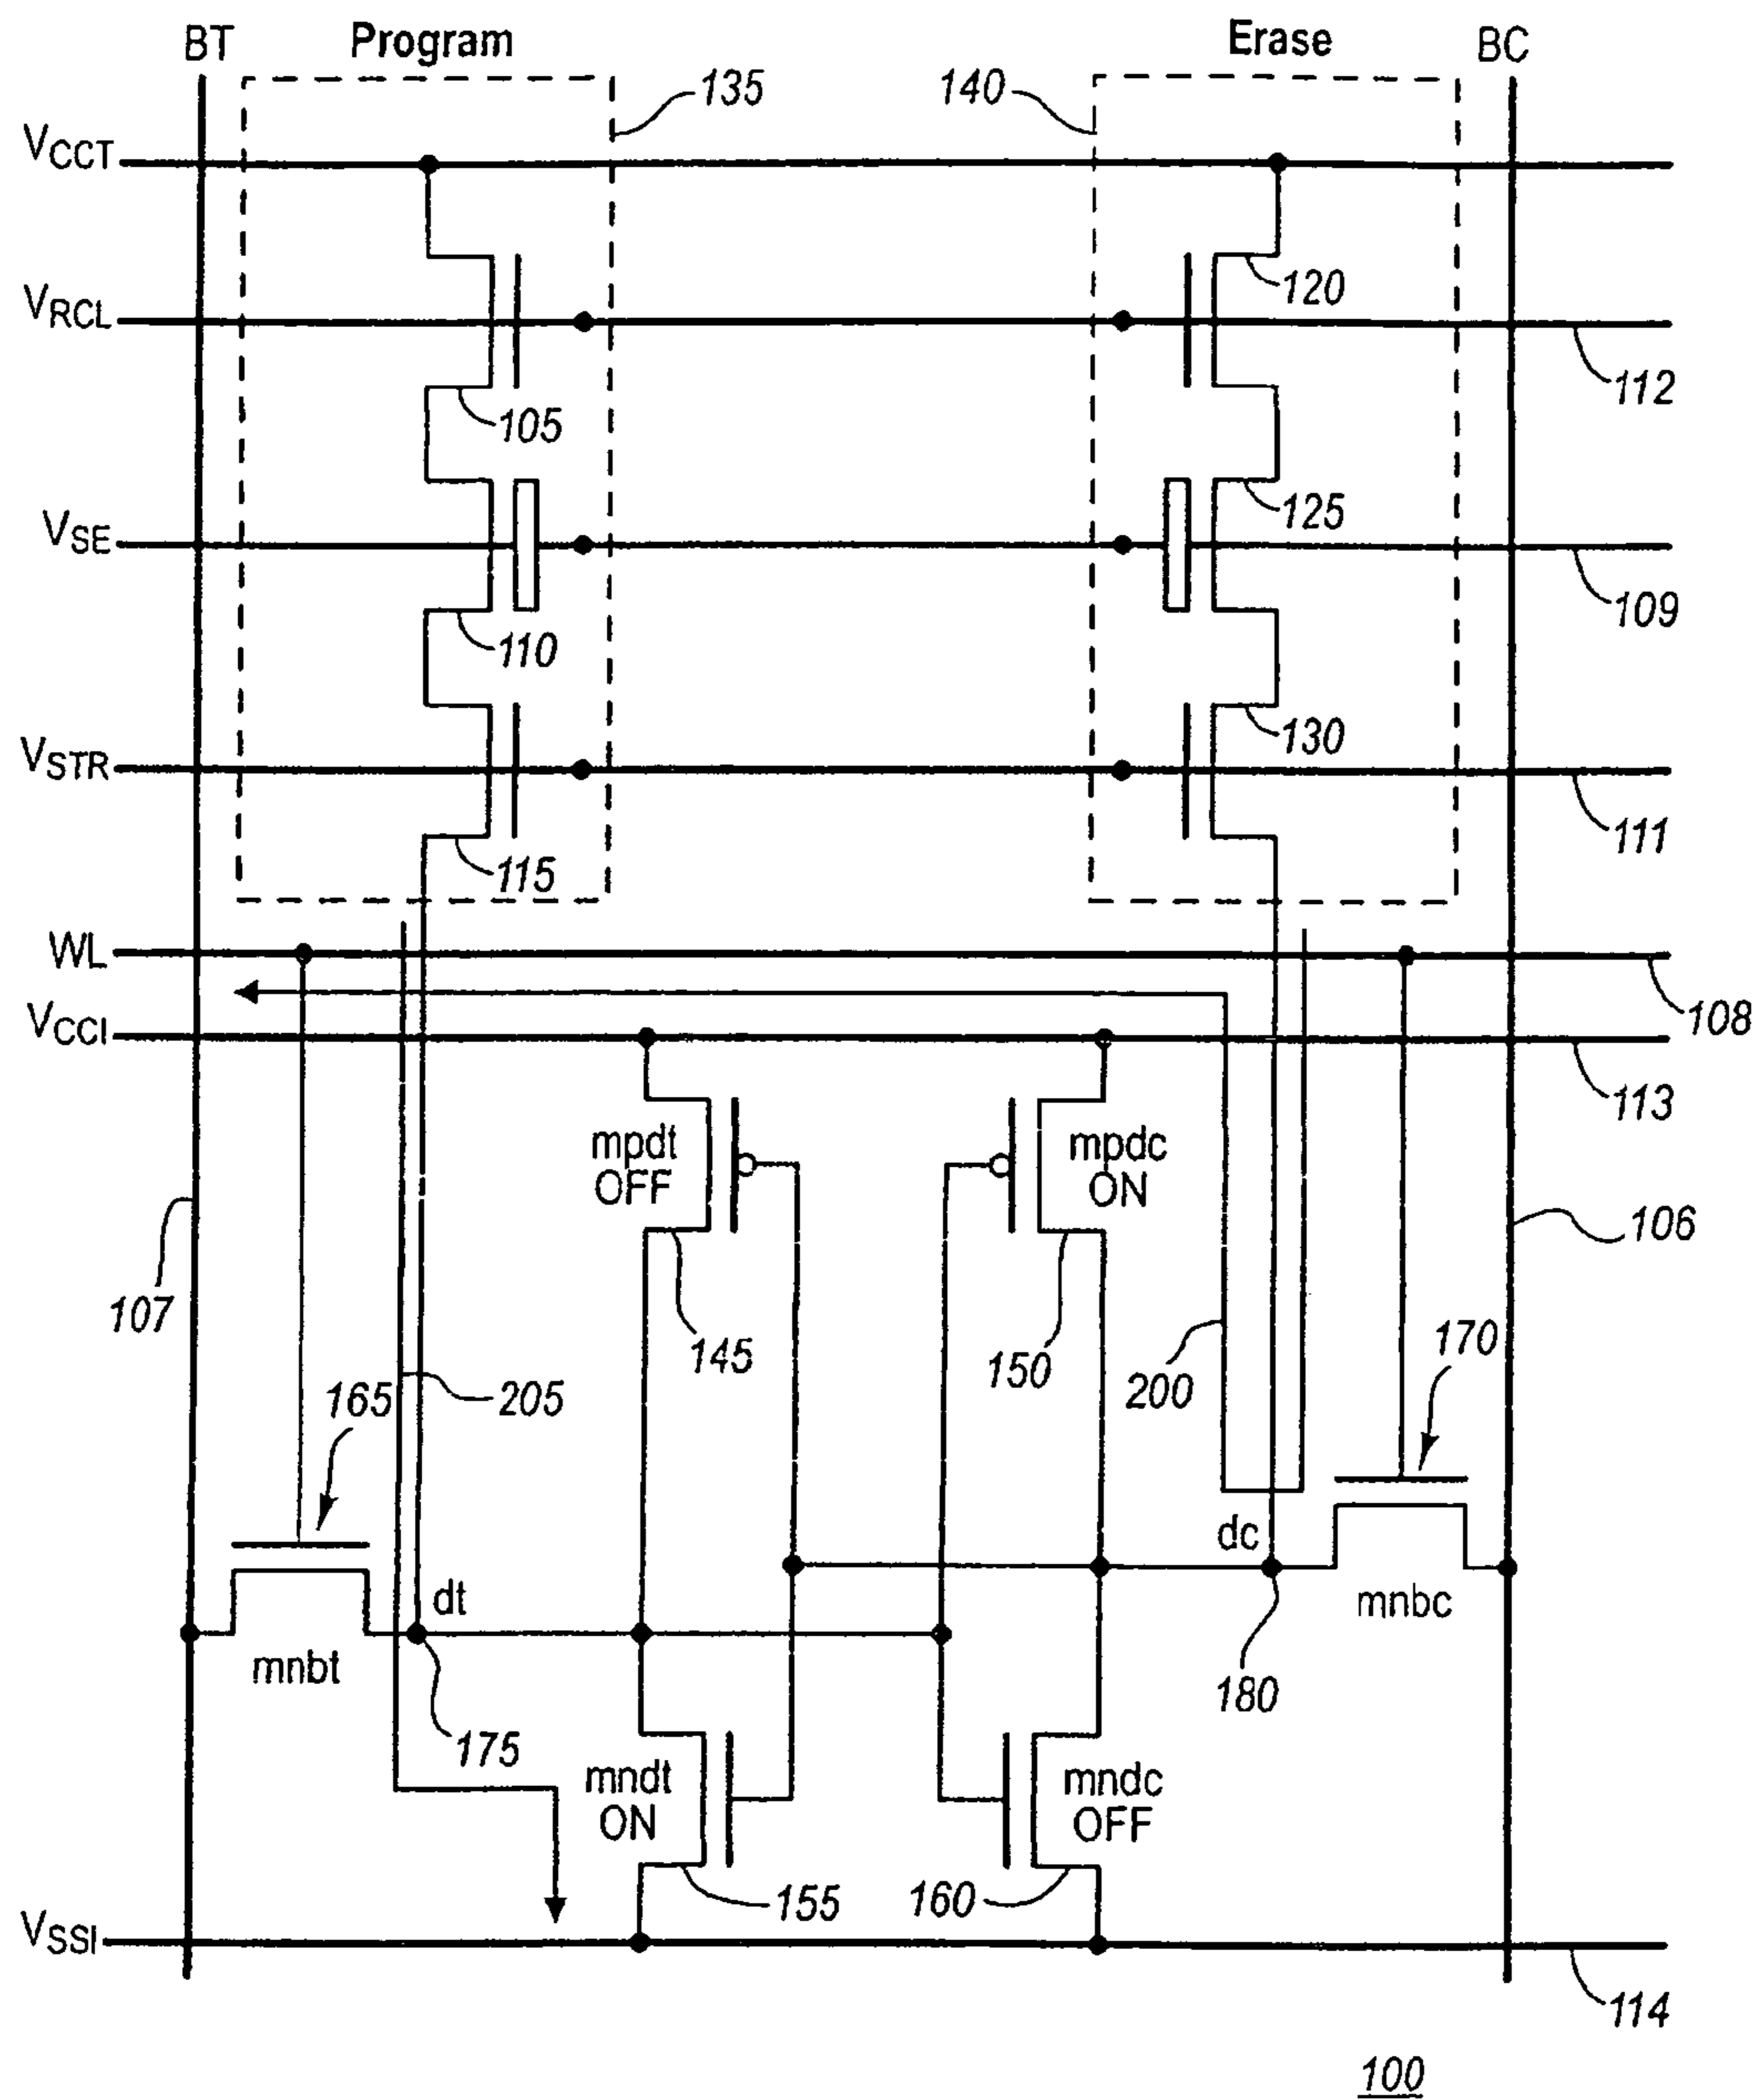 BT Program Erase BC
135 140
VCCT
120
VRCL
112
105
125
VSE
109
110
130
VSTR
111
115
WL
108
VCCI
113
mpdt OFF
mpdc ON
106
107
145 150 200 170
165 205
dc
dt
mnbc
mnbt
180
175
mndt ON
mndc OFF
155 160
VSSI
114
100